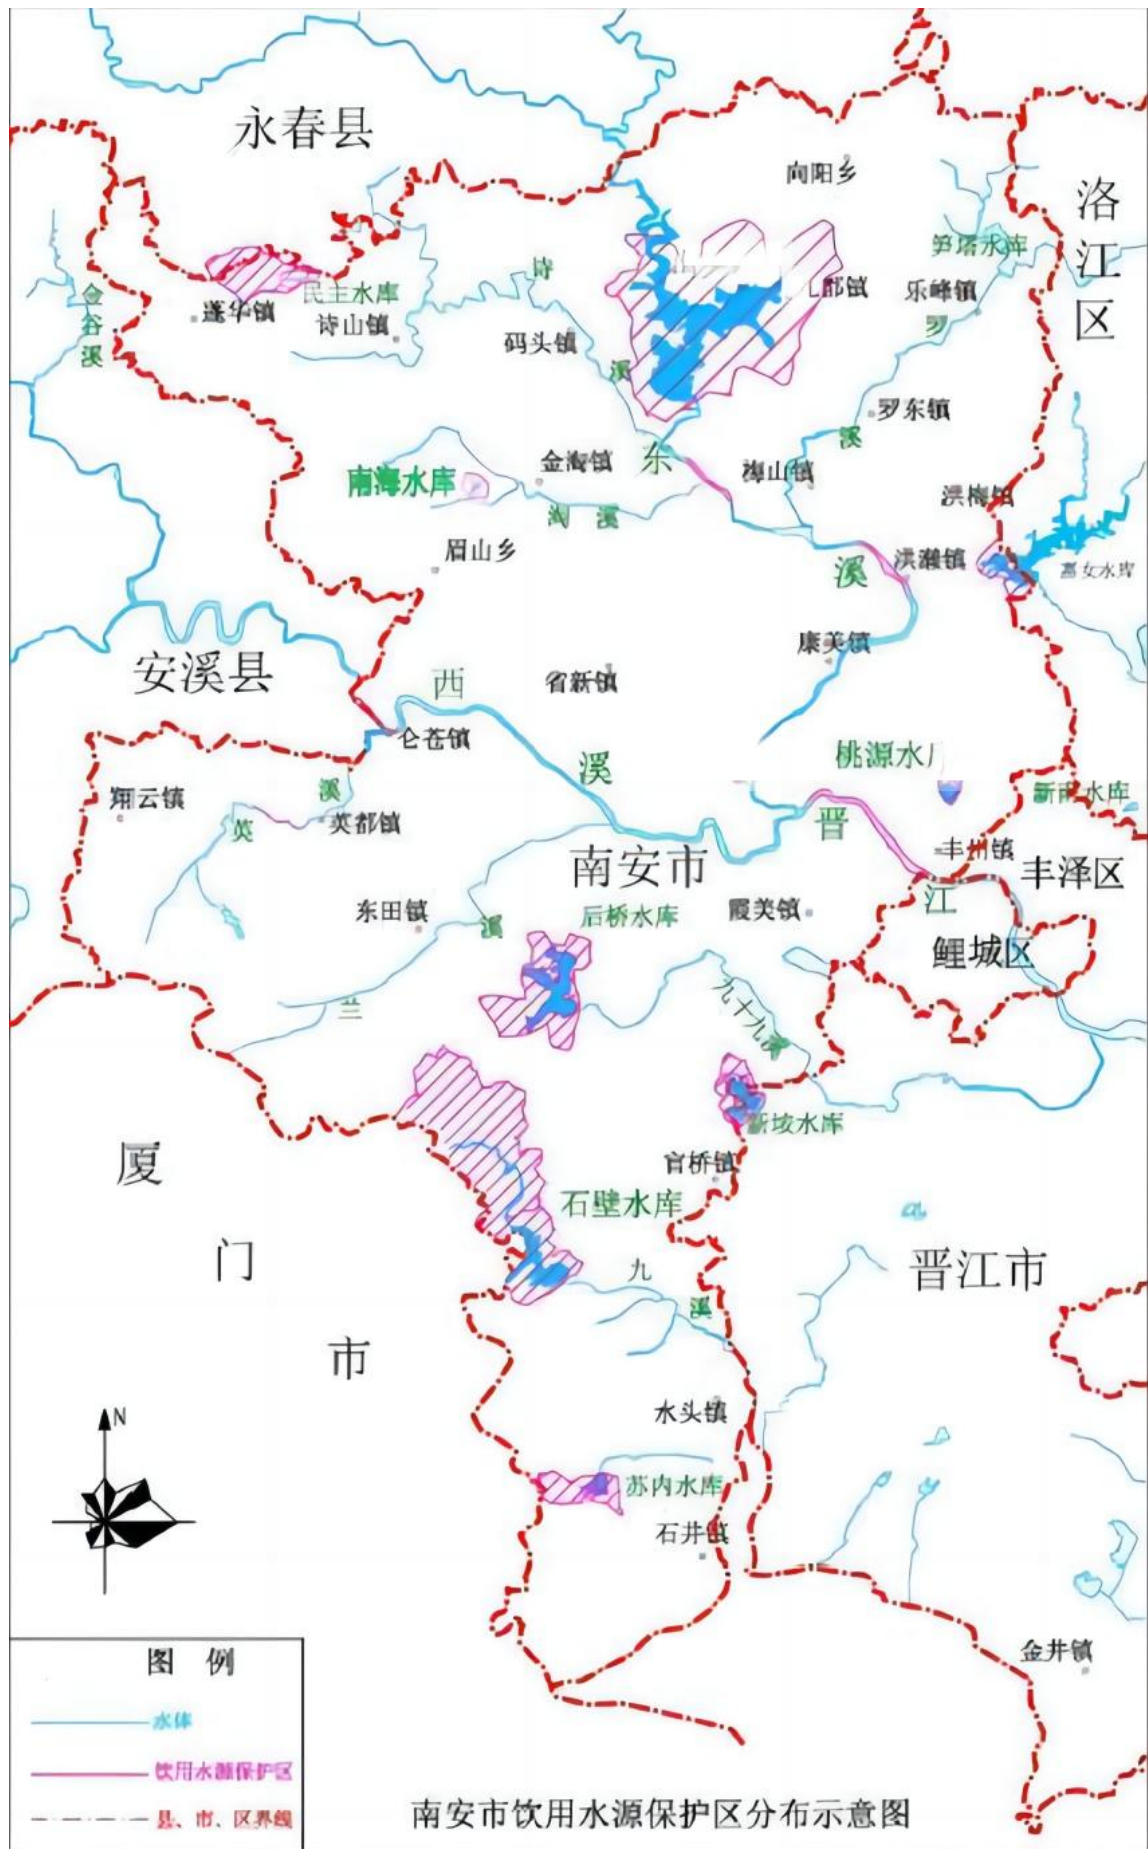 永春县
向阳乡
洛江区
笋塔水库
诗
金谷溪
民主水库
蓬华镇
诗山镇
都镇
乐峰镇
罗
码头镇
溪
罗东镇
溪
东
金淘镇
梅山镇
南海水库
洪梅镇
淘 溪
眉山乡
溪
洪濑镇
康美镇
安溪县
西
省新镇
仑苍镇
溪
桃源水
翔云镇
溪
新雨水库
英
英都镇
晋
丰州镇
南安市
丰泽区
东田镇
溪
后桥水库
霞美镇
江
鲤城区
兰
九十九溪
新垵水库
厦门市
官桥镇
石壁水库
九
溪
晋江市
水头镇
N
苏内水库
石井镇
金井镇
图 例
水体
饮用水源保护区
县、市、区界线
南安市饮用水源保护区分布示意图